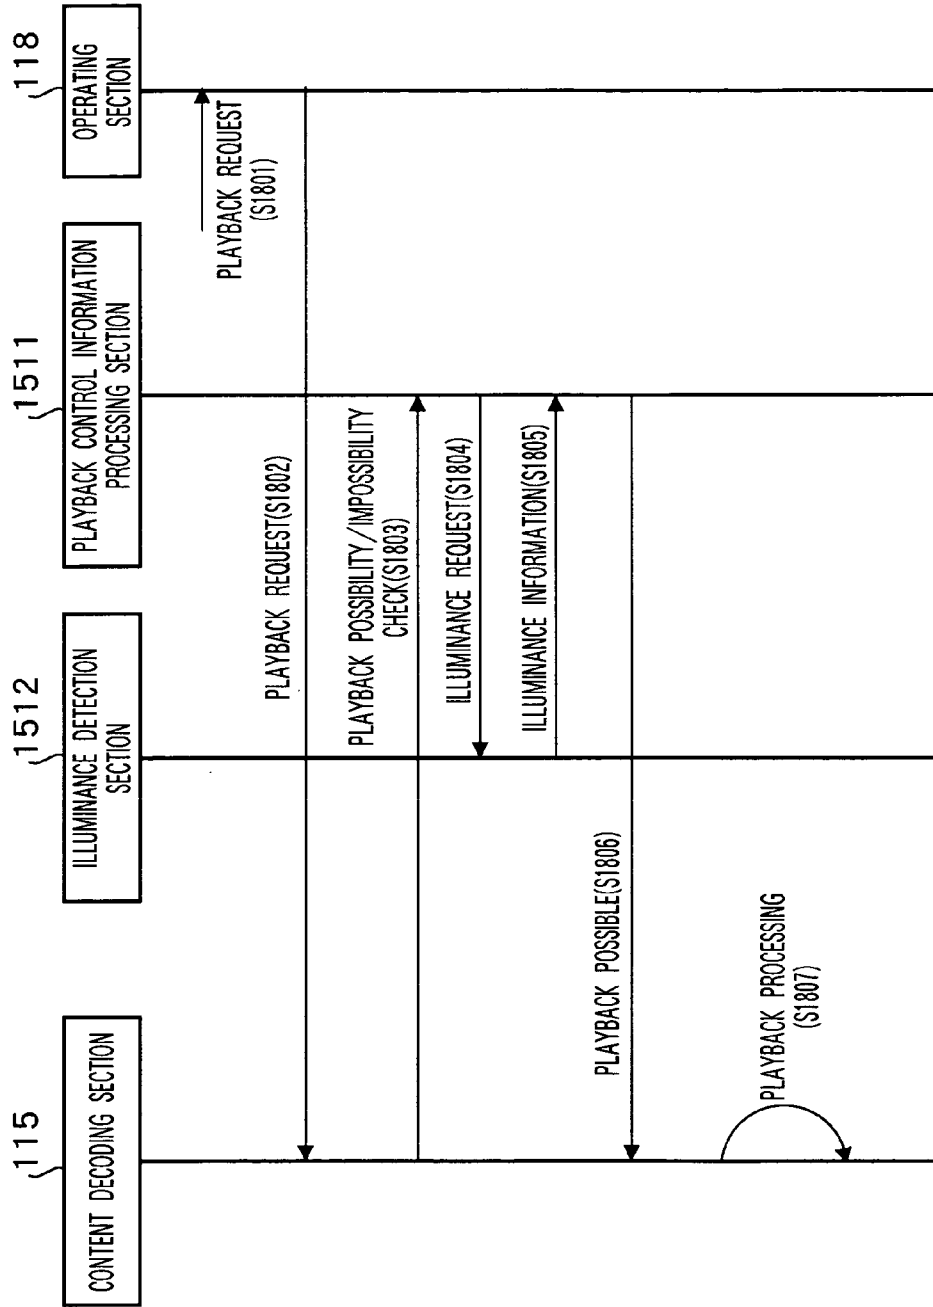 115
CONTENT DECODING SECTION
1512
ILLUMINANCE DETECTION
SECTION
1511
PLAYBACK CONTROL INFORMATION
PROCESSING SECTION
118
OPERATING
SECTION
PLAYBACK REQUEST
(S1801)
PLAYBACK REQUEST(S1802)
PLAYBACK POSSIBILITY/IMPOSIBILITY
CHECK(S1803)
ILLUMINANCE REQUEST(S1804)
ILLUMINANCE INFORMATION(S1805)
PLAYBACK POSSIBLE(S1806)
PLAYBACK PROCESSING
(S1807)